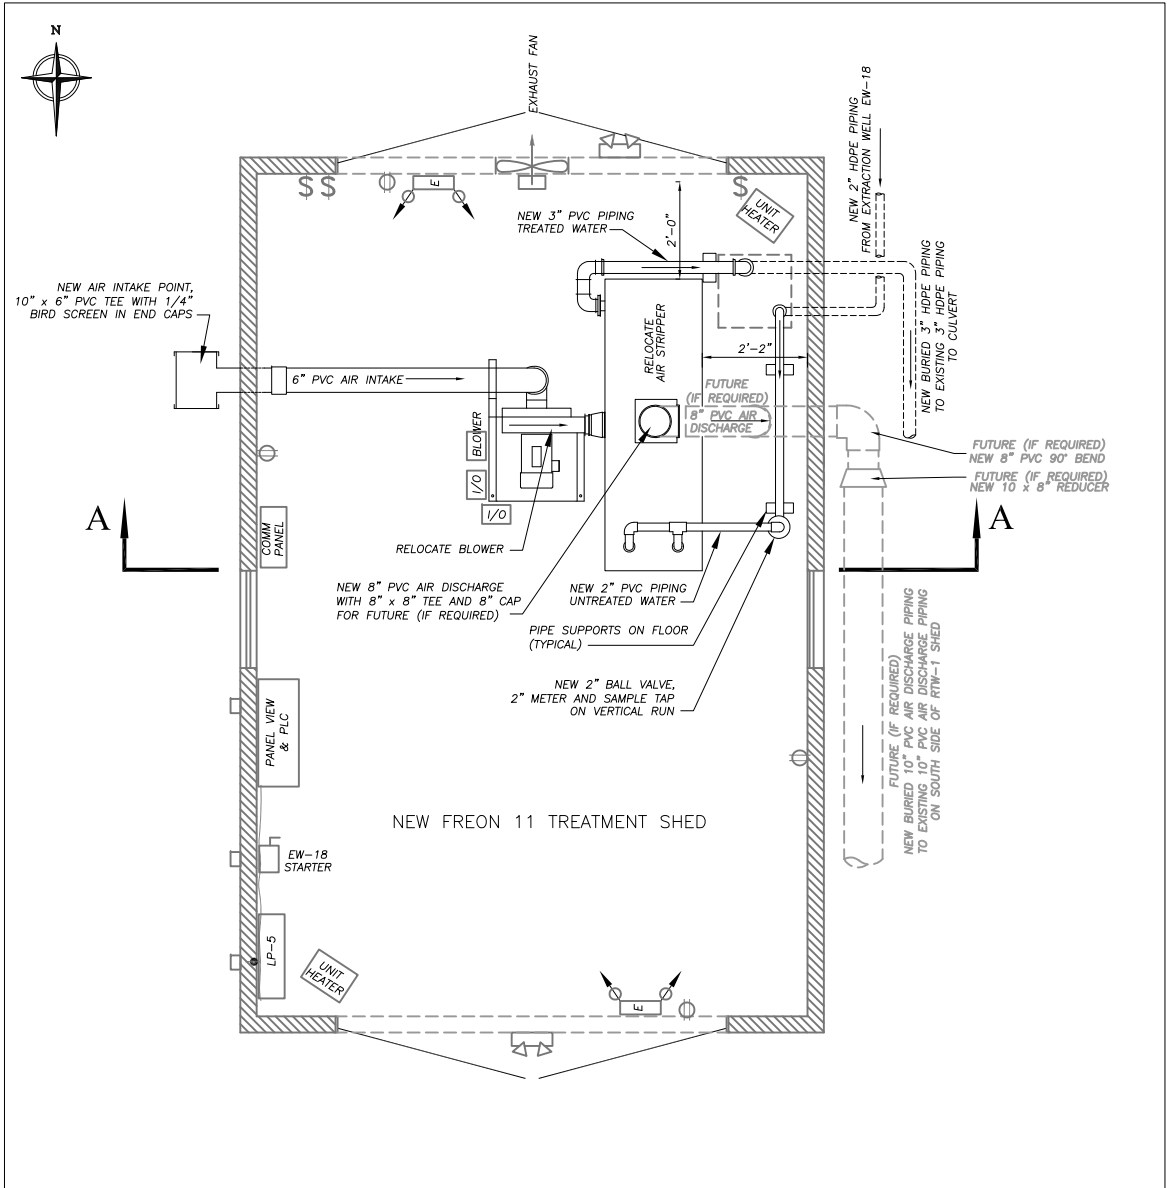 N
EXHAUST FAN
NEW 2" HDPE PIPING
FROM EXTRACTION WELL EW-18
$ $
E
$
UNIT
HEATER
NEW 3" PVC PIPING
TREATED WATER
2'-0"
NEW BURIED 3" HDPE PIPING
TO EXISTING 3" HDPE PIPING
TO CULVERT
NEW AIR INTAKE POINT,
10" x 6" PVC TEE WITH 1/4"
BIRD SCREEN IN END CAPS
RELOCATE
AIR STRIPPER
2'-2"
6" PVC AIR INTAKE
FUTURE
(IF REQUIRED)
8" PVC AIR
DISCHARGE
BLOWER
I/O
I/O
FUTURE (IF REQUIRED)
NEW 8" PVC 90° BEND
FUTURE (IF REQUIRED)
NEW 10 x 8" REDUCER
A
A
COMM
PANEL
RELOCATE BLOWER
NEW 8" PVC AIR DISCHARGE
WITH 8" x 8" TEE AND 8" CAP
FOR FUTURE (IF REQUIRED)
NEW 2" PVC PIPING
UNTREATED WATER
PIPE SUPPORTS ON FLOOR
(TYPICAL)
NEW 2" BALL VALVE,
2" METER AND SAMPLE TAP
ON VERTICAL RUN
FUTURE (IF REQUIRED)
NEW BURIED 10" PVC AIR DISCHARGE PIPING
TO EXISTING 10" PVC AIR DISCHARGE PIPING
ON SOUTH SIDE OF RTW-1 SHED
PANEL VIEW
& PLC
NEW FREON 11 TREATMENT SHED
EW-18
STARTER
LP-5
UNIT
HEATER
E